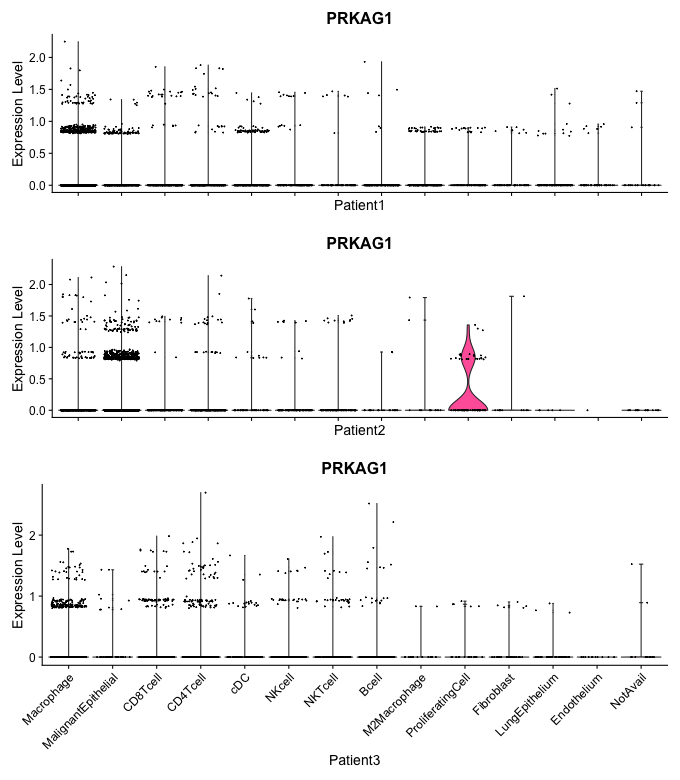 PRKAG1
Expression Level
2.0
1.5
1.0
0.5
0.0
Patient1
PRKAG1
Expression Level
2.0
1.5
1.0
0.5
0.0
Patient2
PRKAG1
Expression Level
2
1
0
Macrophage
MalignantEpithelial
CD8Tcell
CD4Tcell
cDC
NKcell
NKTcell
Bcell
M2Macrophage
ProliferatingCell
Fibroblast
LungEpithelium
Endothelium
NotAvail
Patient3